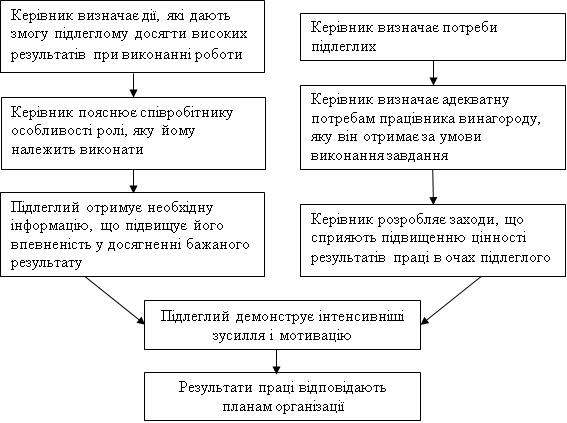 Керівник визначає дії, які дають
змогу підлеглому досягти високих
результатів при виконанні роботи
Керівник пояснює співробітнику
особливості ролі, яку йому
належить виконати
Підлеглий отримує необхідну
інформацію, що підвищує його
впевненість у досягненні бажаного
результату
Керівник визначає потреби
підлеглих
Керівник визначає адекватну
потребам працівника винагороду,
яку він отримає за умови
виконання завдання
Керівник розробляє заходи, що
сприяють підвищенню цінності
результатів праці в очах підлеглого
Підлеглий демонструє інтенсивніші
зусилля і мотивацію
Результати праці відповідають
планам організації